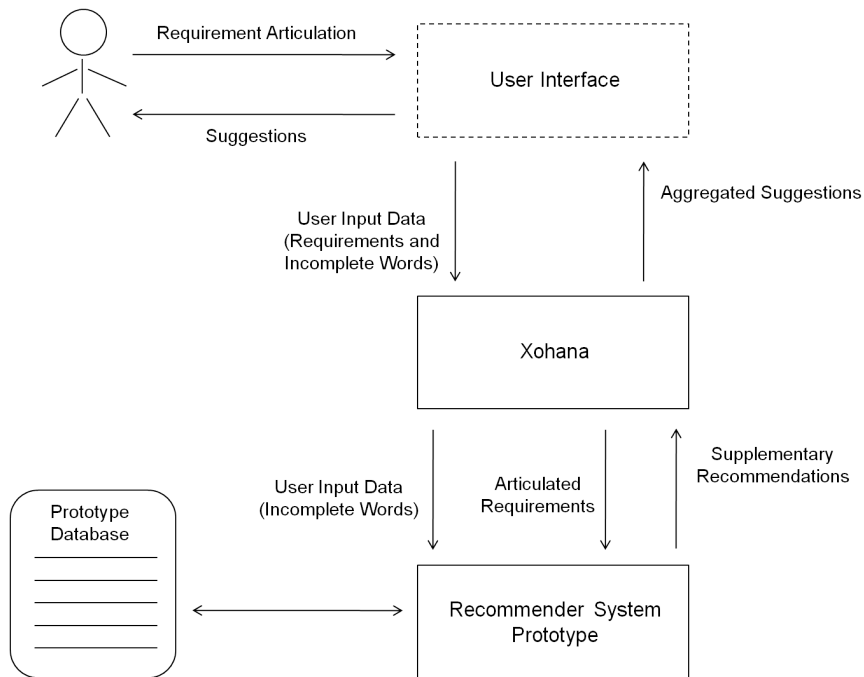 Requirement Articulation
User Interface
Suggestions
Aggregated Suggestions
User Input Data
(Requirements and
Incomplete Words)
Xohana
User Input Data
(Incomplete Words)
Articulated
Requirements
Supplementary
Recommendations
Prototype
Database
Recommender System
Prototype